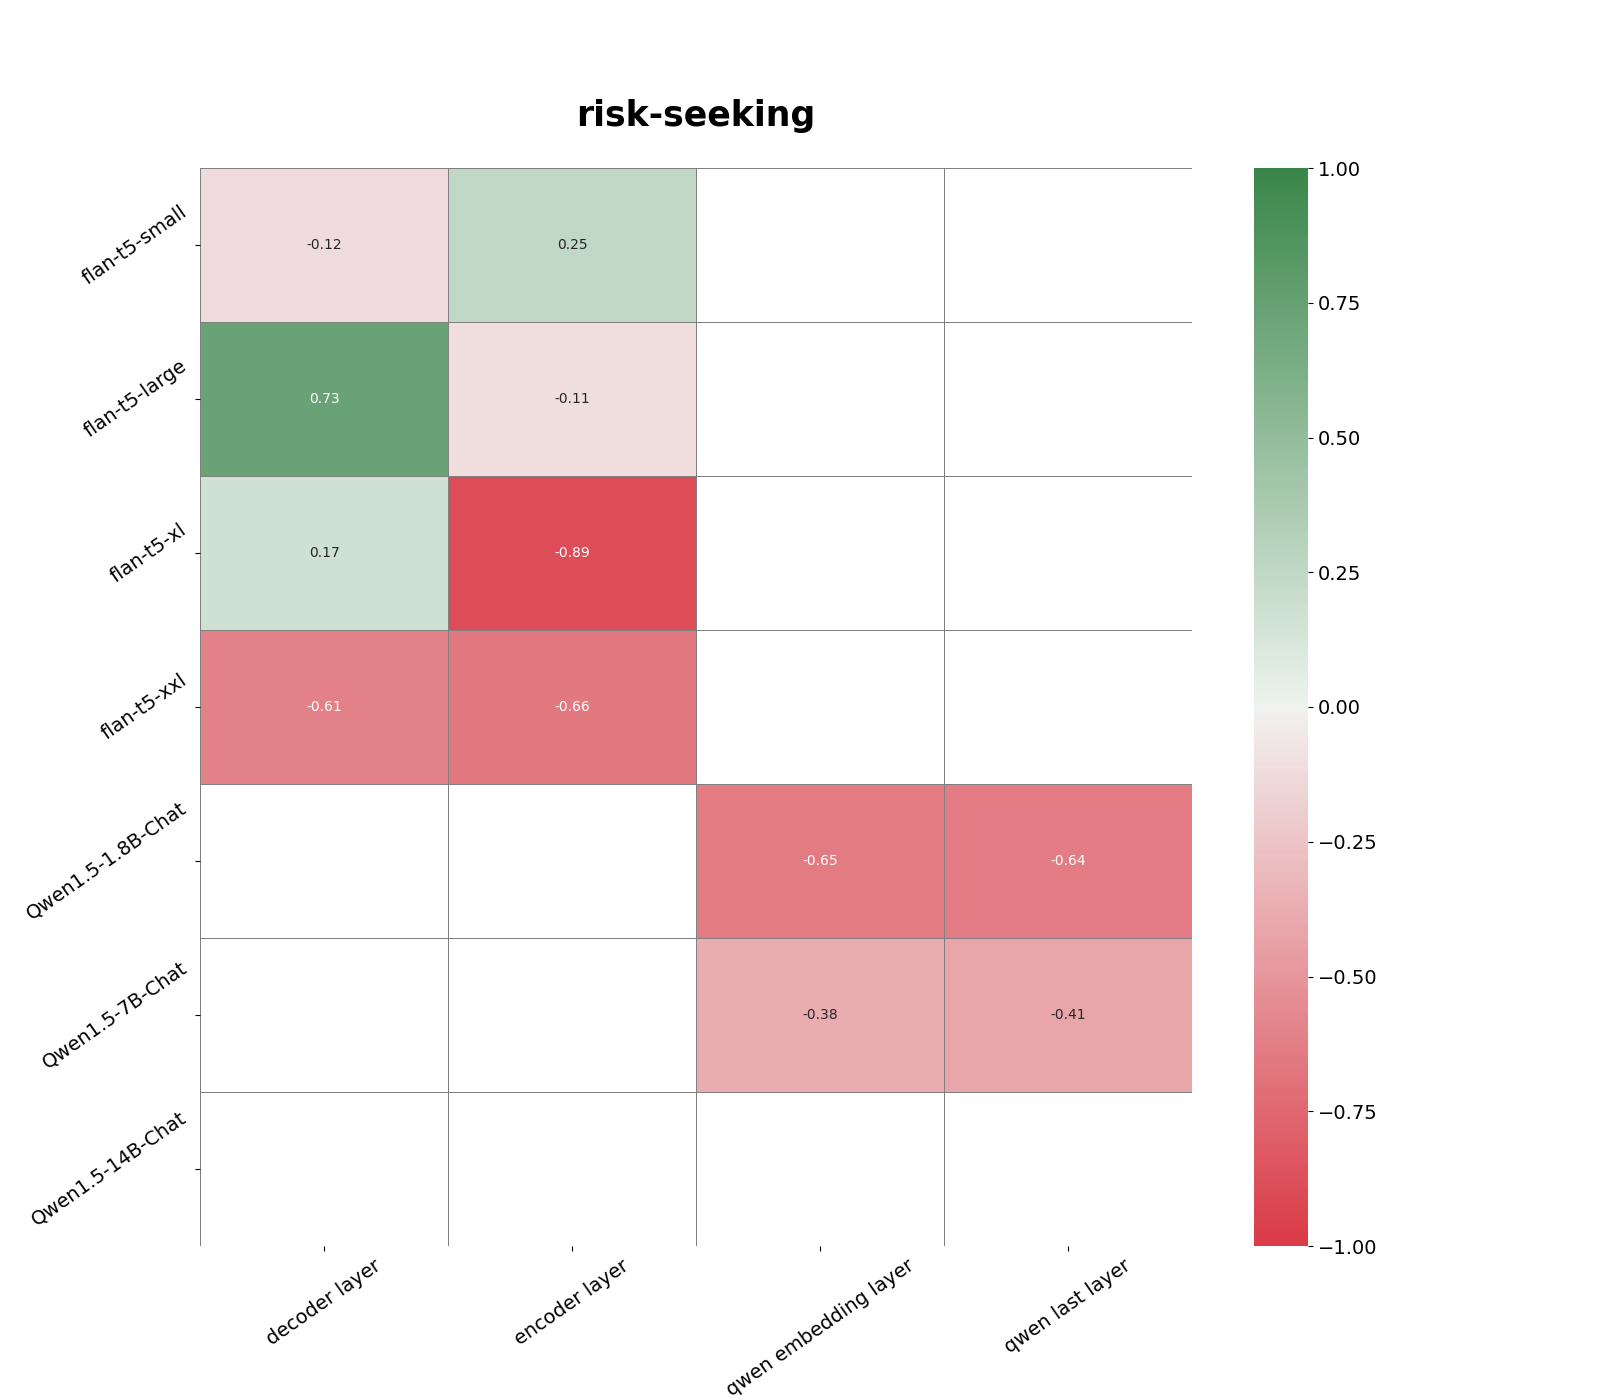 risk-seeking
flan-t5-small
-0.12
0.25
flan-t5-large
0.73
-0.11
flan-t5-xl
0.17
-0.89
flan-t5-xxl
-0.61
-0.66
Qwen1.5-1.8B-Chat
-0.65
-0.64
Qwen1.5-7B-Chat
-0.38
-0.41
Qwen1.5-14B-Chat
decoder layer
encoder layer
qwen embedding layer
qwen last layer
1.00
0.75
0.50
0.25
0.00
−0.25
−0.50
−0.75
−1.00